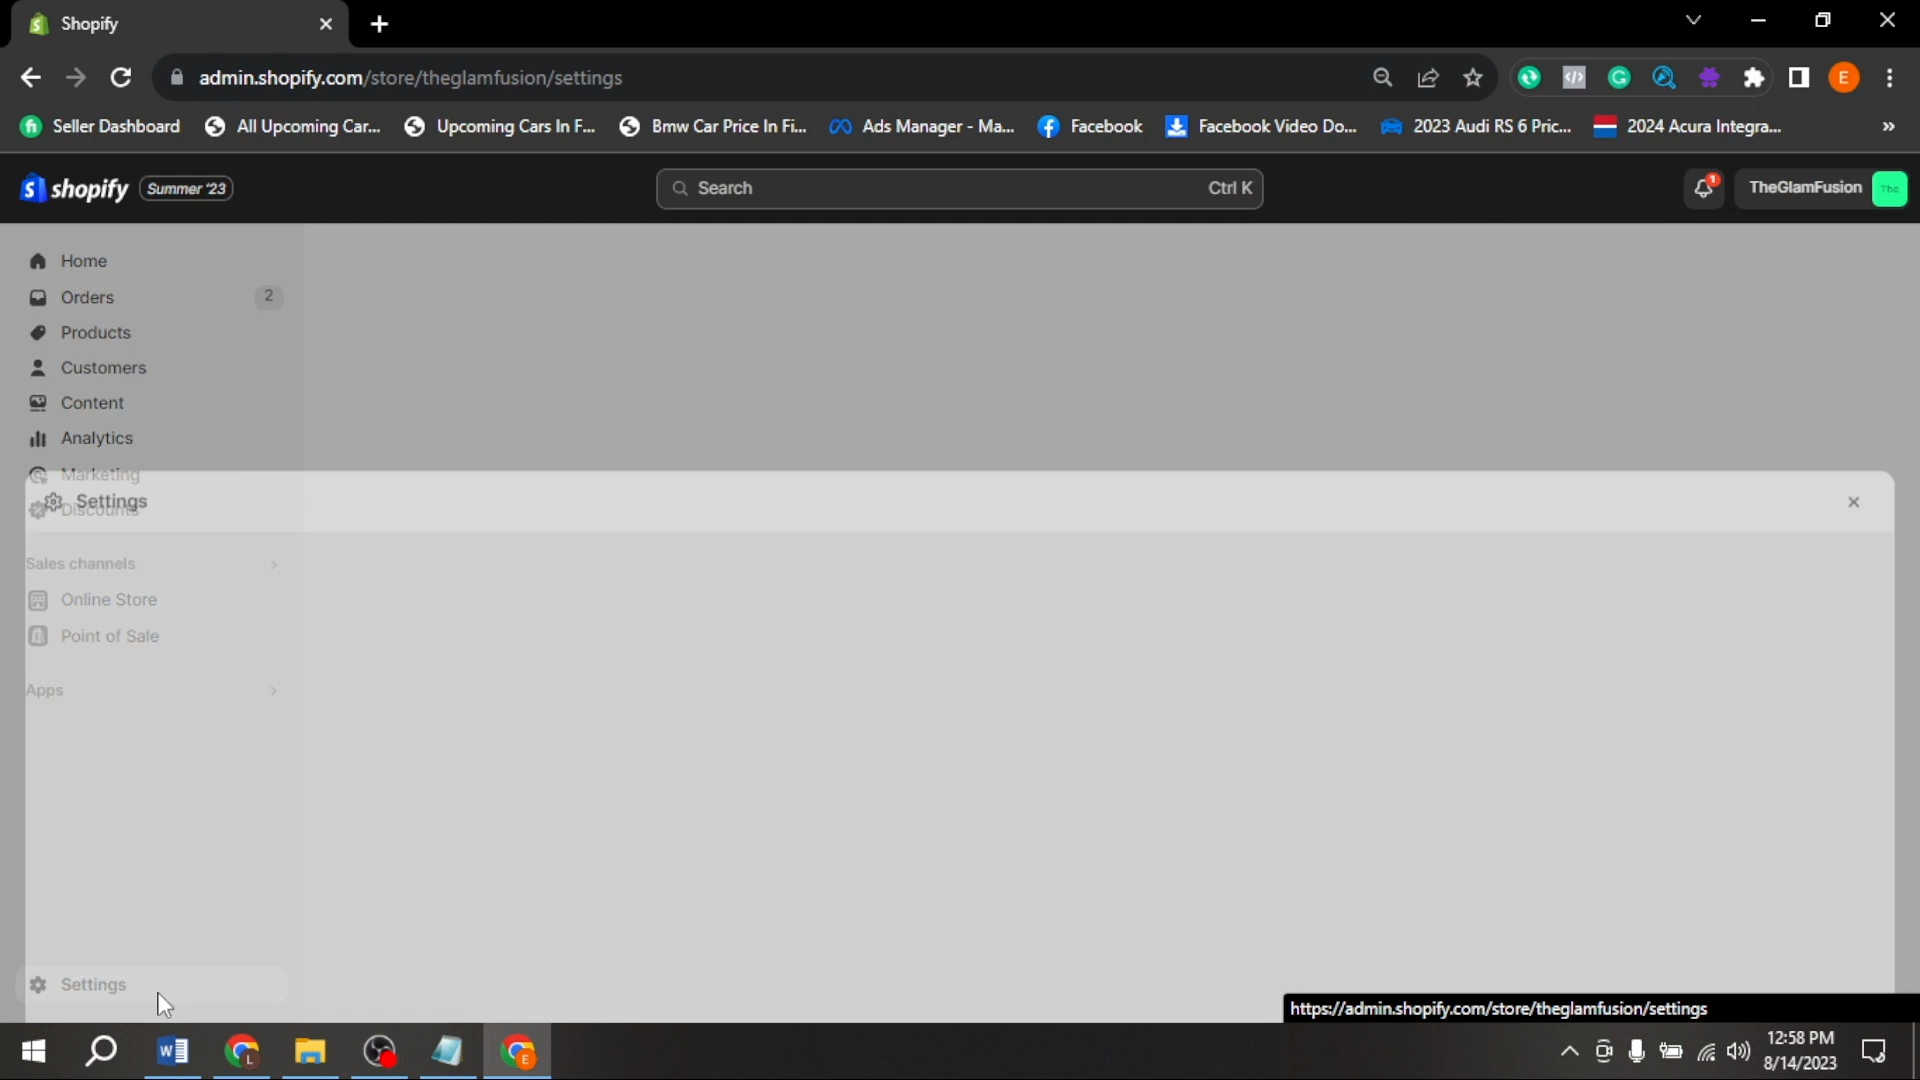 Shopify
admin.shopify.com/store/theglamfusion/settings
E
Seller Dashboard
All Upcoming Car...
Upcoming Cars In F...
Bmw Car Price In Fi...
Ads Manager - Ma...
Facebook
Facebook Video Do...
2023 Audi RS 6 Pric...
2024 Acura Integra...
»
shopify
Summer '23
Search
Ctrl K
1
TheGlamFusion
The
Home
Orders
2
Products
Customers
Content
Analytics
Marketing
Settings
Discounts
Sales channels
Online Store
Point of Sale
Apps
Settings
https://admin.shopify.com/store/theglamfusion/settings
L
E
12:58 PM
8/14/2023